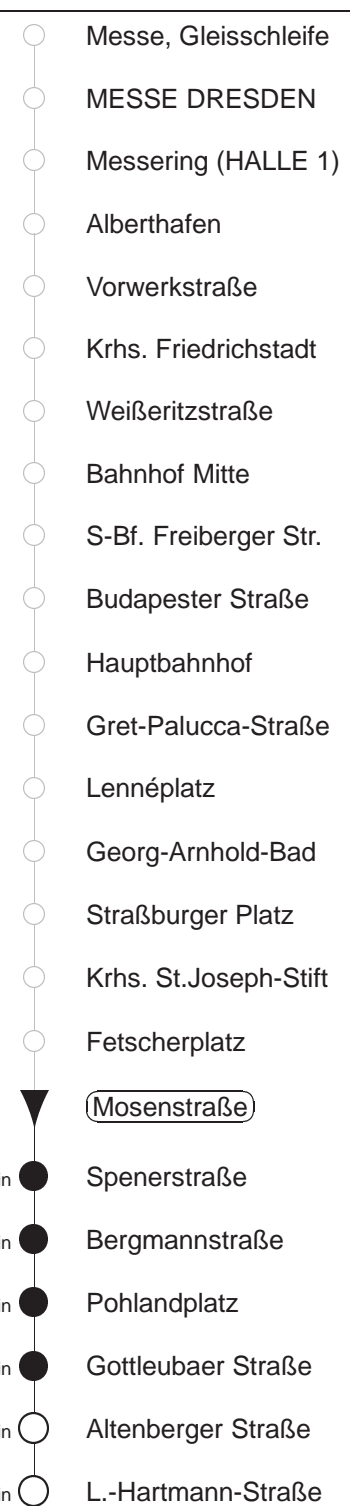 Messe, Gleisschleife
MESSE DRESDEN
Messering (HALLE 1)
Alberthafen
Vorwerkstraße
Krhs. Friedrichstadt
Weißeritzstraße
Bahnhof Mitte
S-Bf. Freiberger Str.
Budapester Straße
Hauptbahnhof
Gret-Palucca-Straße
Lennéplatz
Georg-Arnhold-Bad
Straßburger Platz
Krhs. St.Joseph-Stift
Fetscherplatz
Mosenstraße
Spenerstraße
Bergmannstraße
Pohlandplatz
Gottleubaer Straße
Altenberger Straße
L.-Hartmann-Straße